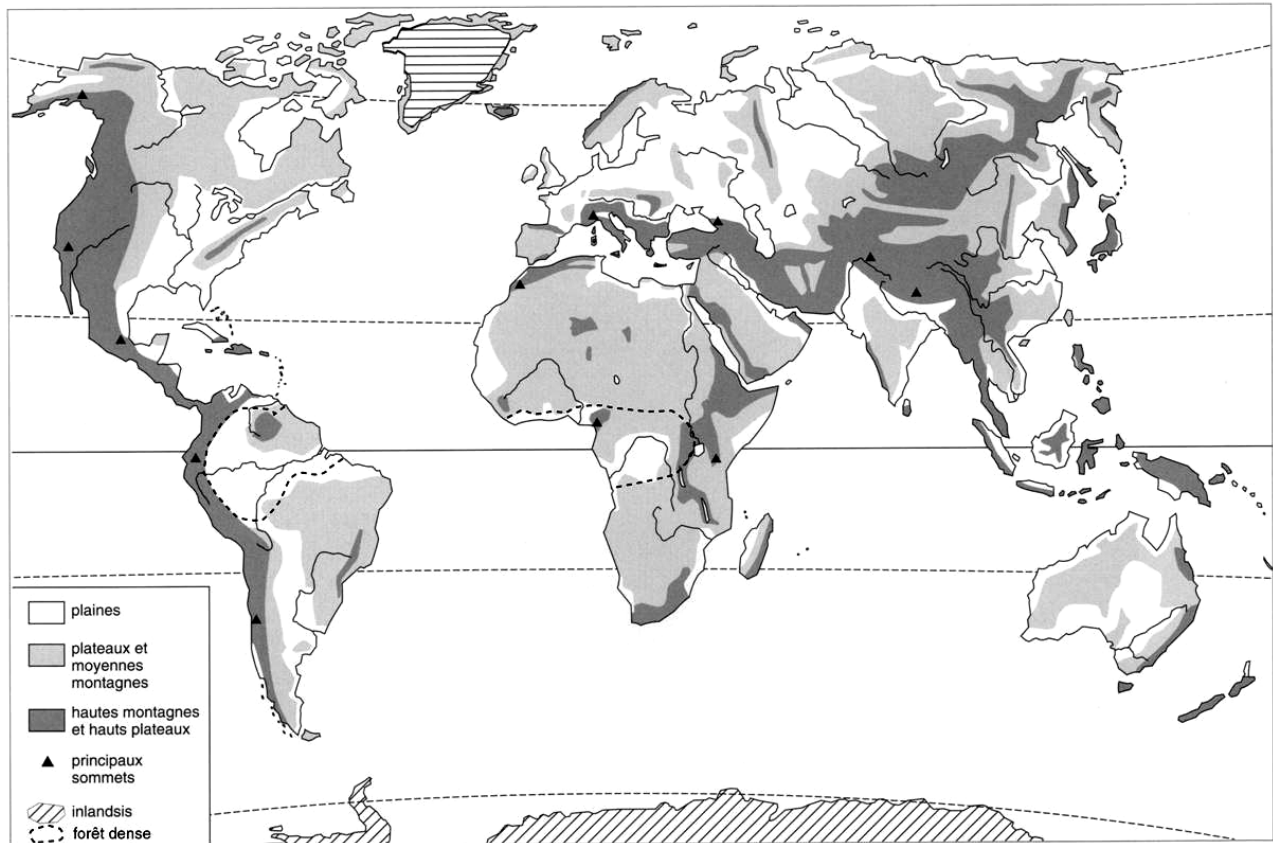 plaines
plateaux et
moyennes
montagnes
hautes montagnes
et hauts plateaux
principaux
sommets
inlandsis
forêt dense